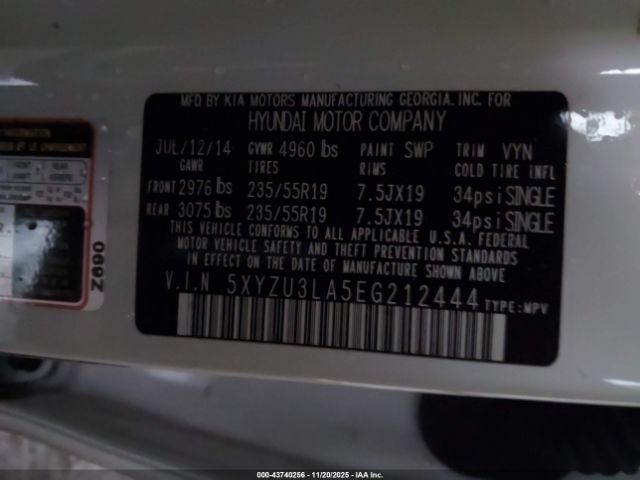 MFD BY KIA MOTORS MANUFACTURING GEORGIA. INC. FOR
HYUNDAI MOTOR COMPANY
JUL/12/14 GVWR 4960 lbs PAINT SWP TRIM VYN
GAWR TIRES RIMS COLD TIRE INFL
FRONT 2976 lbs 235/55R19 7.5JX19 34psi SINGLE
REAR 3075 lbs 235/55R19 7.5JX19 34psi SINGLE
THIS VEHICLE CONFORMS TO ALL APPLICABLE U.S.A. FEDERAL
MOTOR VEHICLE SAFETY AND THEFT PREVENTION STANDARDS
IN EFFECT ON THE DATE OF MANUFACTURE SHOWN ABOVE.
V.I.N 5XYZU3LA5EG212444 TYPE:MPV
INFORMATION
Z690
000-43740256 - 11/20/2025 - IAA Inc.